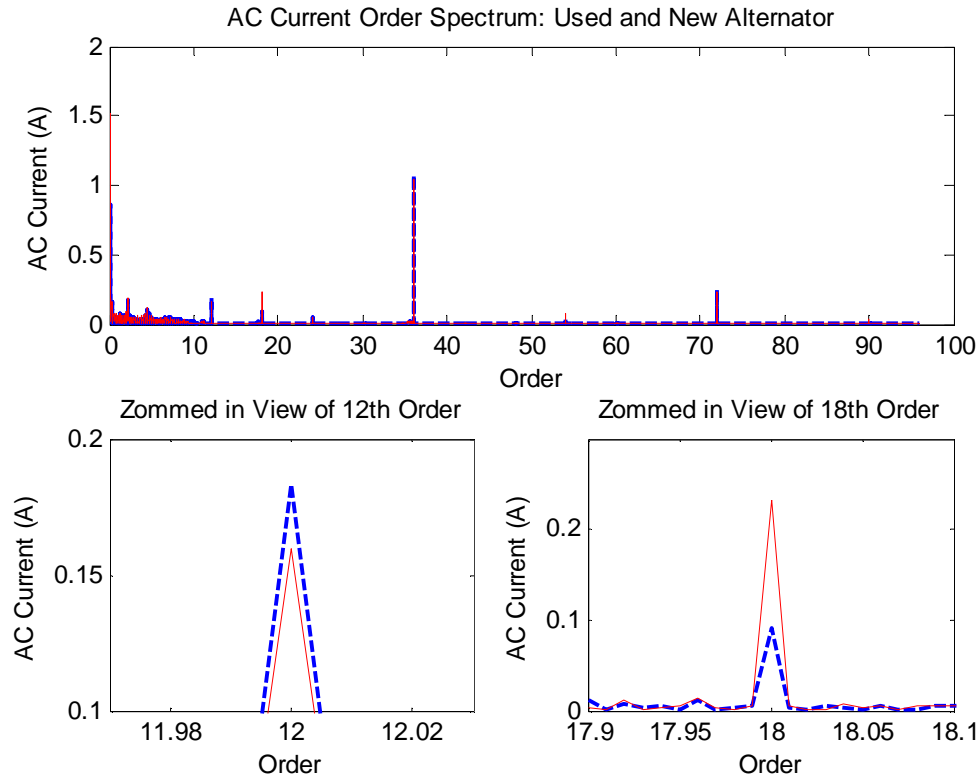 AC Current Order Spectrum: Used and New Alternator
2
1.5
1
0.5
0
AC Current (A)
0 10 20 30 40 50 60 70 80 90 100
Order
Zommed in View of 12th Order
0.2
0.15
0.1
AC Current (A)
11.98 12 12.02
Order
Zommed in View of 18th Order
0.2
0.1
0
AC Current (A)
17.9 17.95 18 18.05 18.1
Order